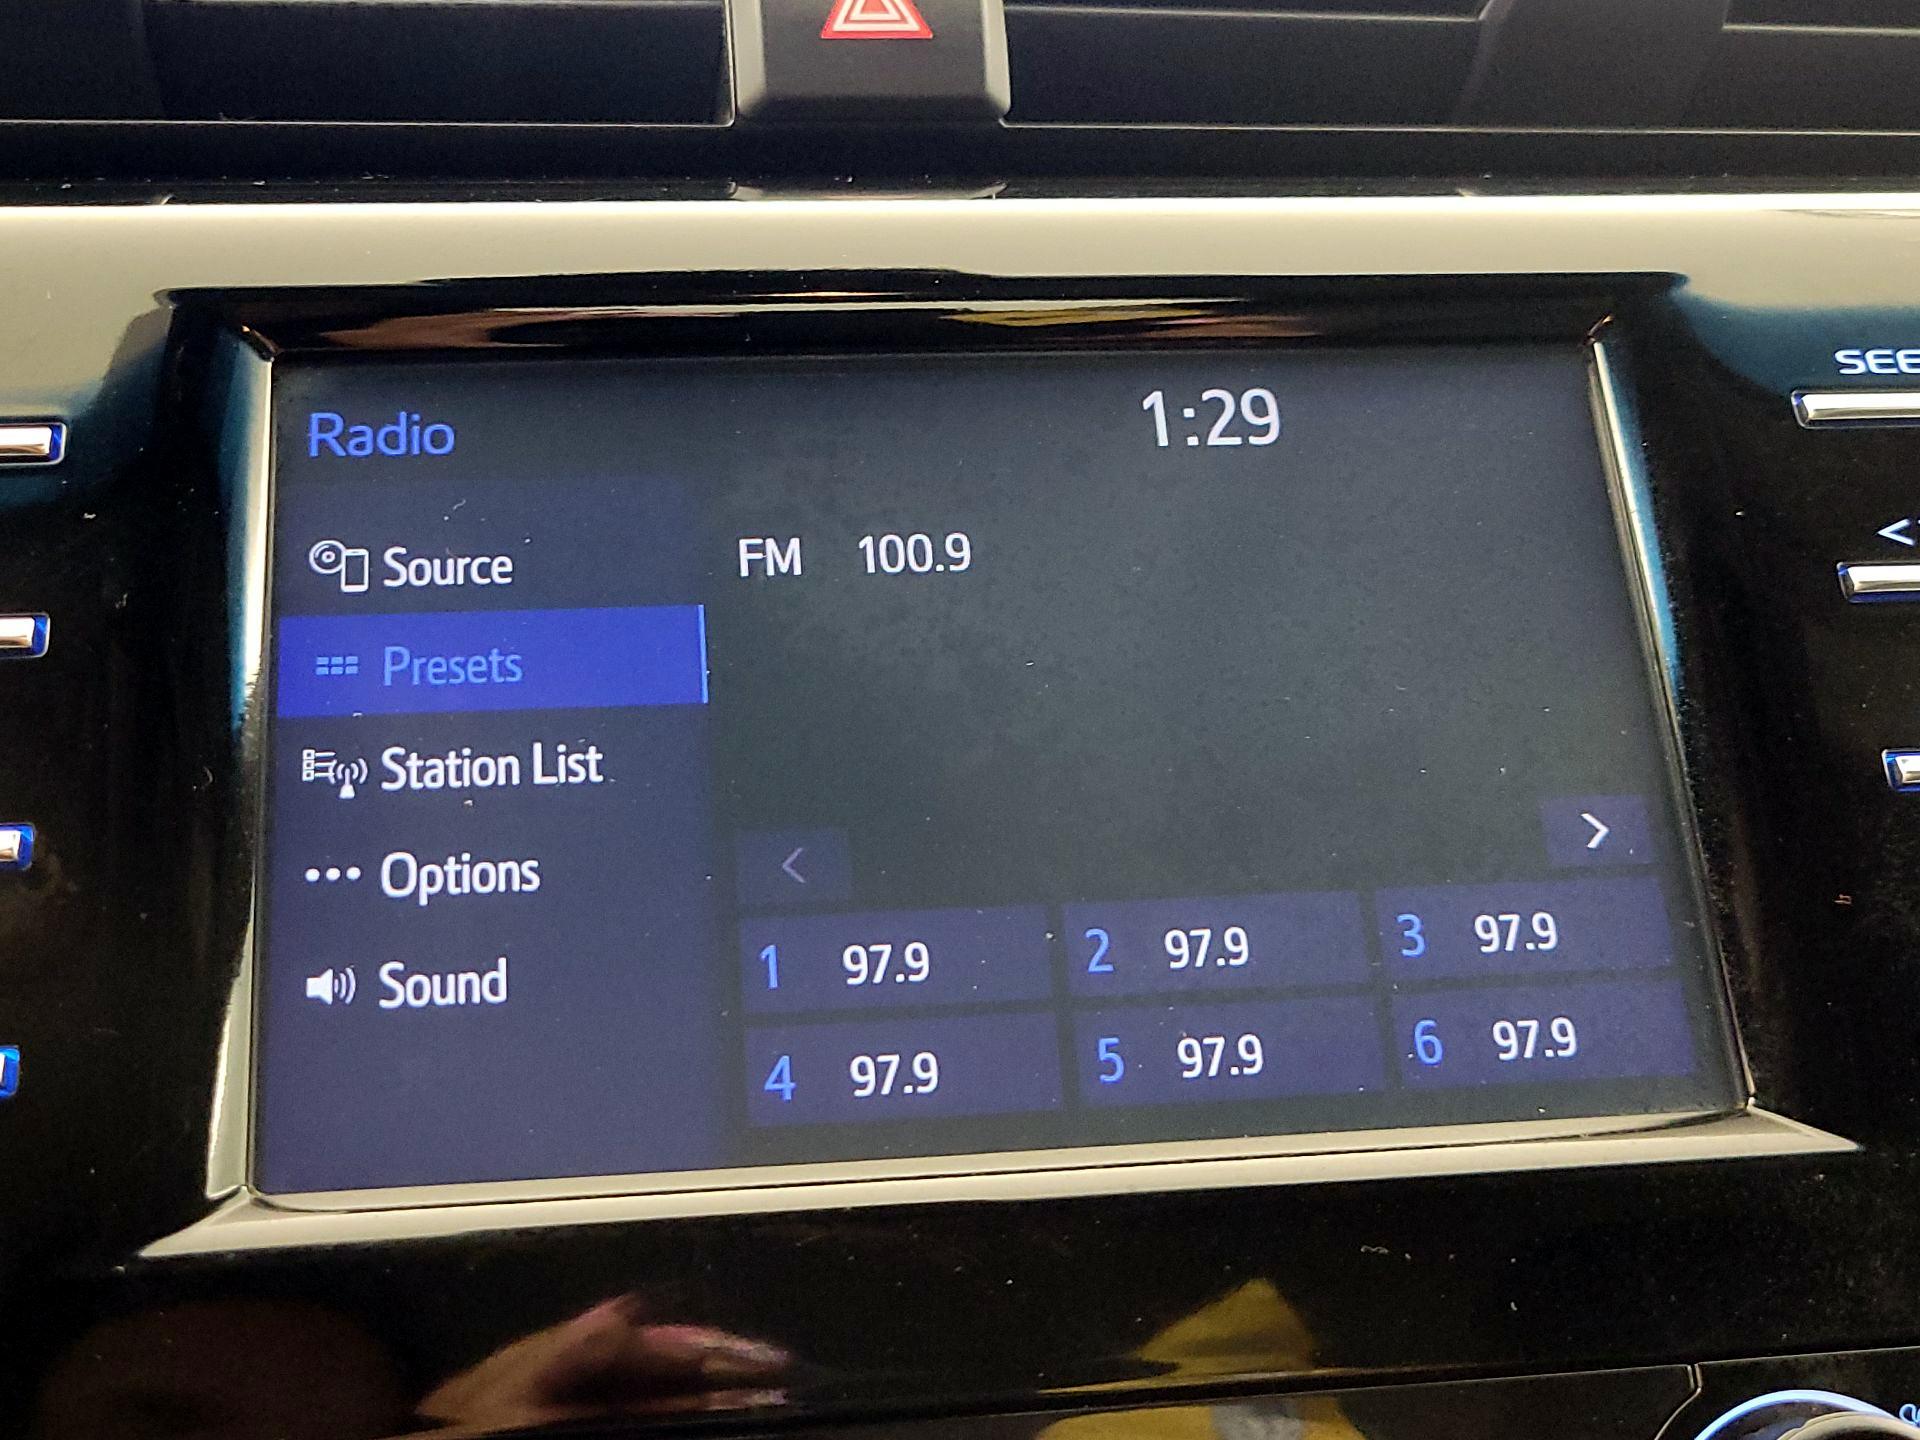 SEE
Radio
1:29
Source
FM 100.9
Presets
Station List
Options
Sound
<
>
1 97.9
2 97.9
3 97.9
4 97.9
5 97.9
6 97.9
<